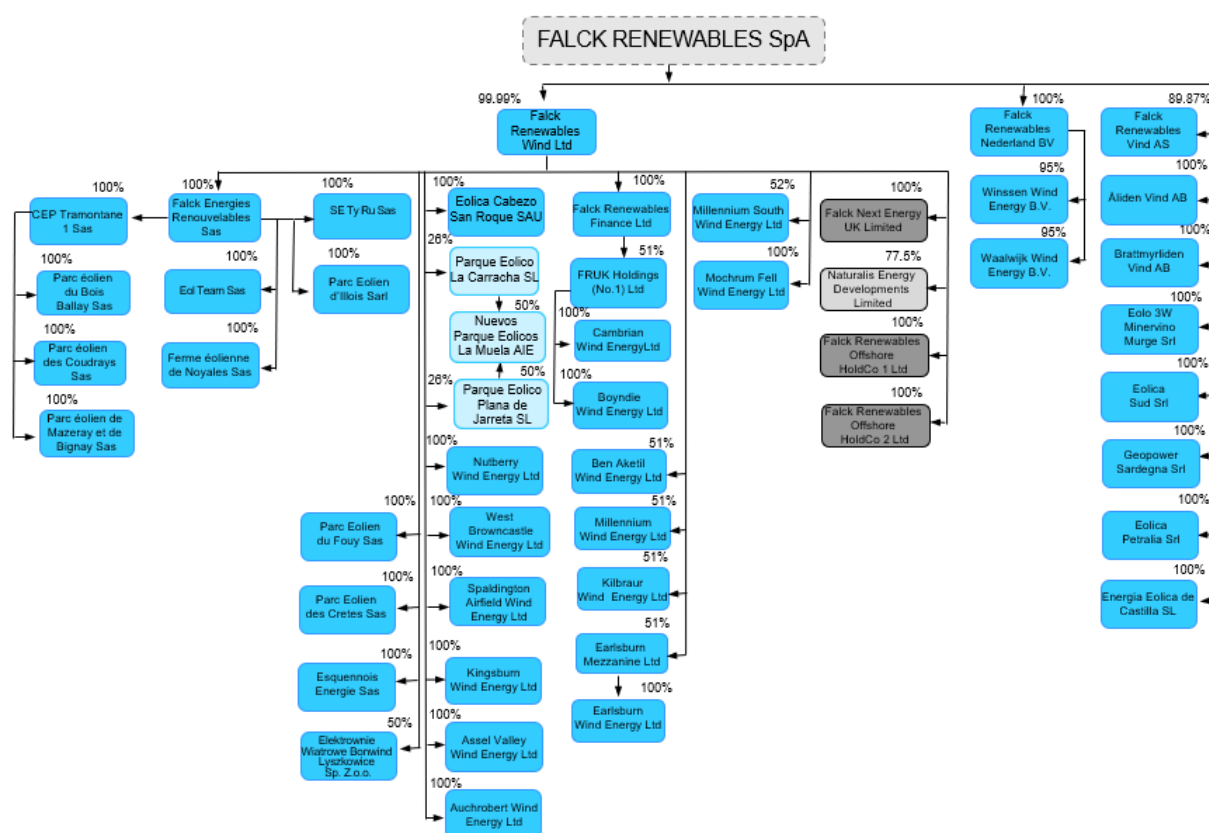 FALCK RENEWABLES SpA
99.99%
Falck
Renewables
Wind Ltd
100%
Falck
Renewables
Nederland BV
89.87%
Falck
Renewables
Vind AS
95%
Winssen Wind
Energy B.V.
95%
Waalwijk Wind
Energy B.V.
100%
Åliden Vind AB
100%
Brattmyrliden
Vind AB
100%
Eolo 3W
Minervino
Murge Srl
100%
Eolica
Sud Srl
100%
Geopower
Sardegna Srl
100%
Eolica
Petralia Srl
100%
Energia Eolica de
Castilla SL
100%
CEP Tramontane
1 Sas
100%
Parc éolien
du Bois
Ballay Sas
100%
Parc éolien
des Coudrays
Sas
100%
Parc éolien de
Mazeray et de
Bignay Sas
100%
Falck Energies
Renouvelables
Sas
100%
Eol Team Sas
100%
Ferme éolienne
de Noyales Sas
100%
SE Ty Ru Sas
100%
Parc Eolien
d'Illois Sarl
100%
Eolica Cabezo
San Roque SAU
26%
Parque Eolico
La Carracha SL
50%
Nuevos
Parque Eolicos
La Muela AIE
50%
26%
Parque Eolico
Plana de
Jarreta SL
100%
Nutberry
Wind Energy Ltd
100%
Parc Eolien
du Fouy Sas
100%
West
Browncastle
Wind Energy Ltd
100%
Parc Eolien
des Cretes Sas
100%
Spaldington
Airfield Wind
Energy Ltd
100%
Esquennois
Energie Sas
100%
Kingsburn
Wind Energy Ltd
50%
Elektrownie
Wiatrowe Bonwind
Lyszkowice
Sp. Z.o.o.
100%
Assel Valley
Wind Energy Ltd
100%
Auchrobert Wind
Energy Ltd
100%
Falck Renewables
Finance Ltd
51%
FRUK Holdings
(No.1) Ltd
100%
Cambrian
Wind EnergyLtd
100%
Boyndie
Wind Energy Ltd
51%
Ben Aketil
Wind Energy Ltd
51%
Millennium
Wind Energy Ltd
51%
Kilbraur
Wind Energy Ltd
51%
Earlsburn
Mezzanine Ltd
100%
Earlsburn
Wind Energy Ltd
52%
Millennium South
Wind Energy Ltd
100%
Mochrum Fell
Wind Energy Ltd
100%
Falck Next Energy
UK Limited
77.5%
Naturalis Energy
Developments
Limited
100%
Falck Renewables
Offshore
HoldCo 1 Ltd
100%
Falck Renewables
Offshore
HoldCo 2 Ltd